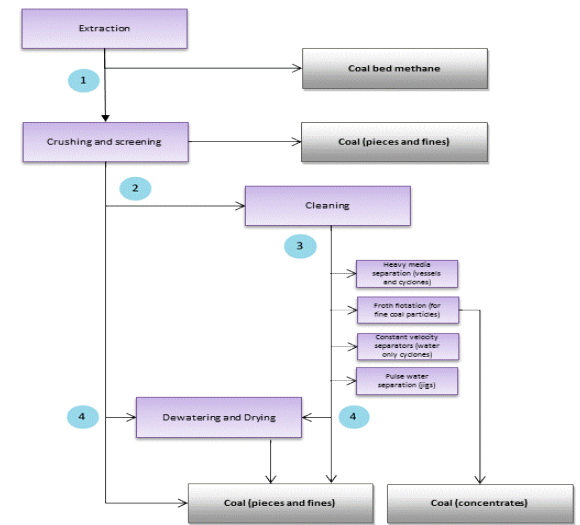 Extraction
Coal bed methane
1
Crushing and screening
Coal (pieces and fines)
2
Cleaning
3
Heavy media
separation (vessels
and cyclones)
Froth flotation (for
fine coal particles)
Constant velocity
separators (water
only cyclones)
Pulse water
separation (jigs)
4
Dewatering and Drying
4
Coal (pieces and fines)
Coal (concentrates)